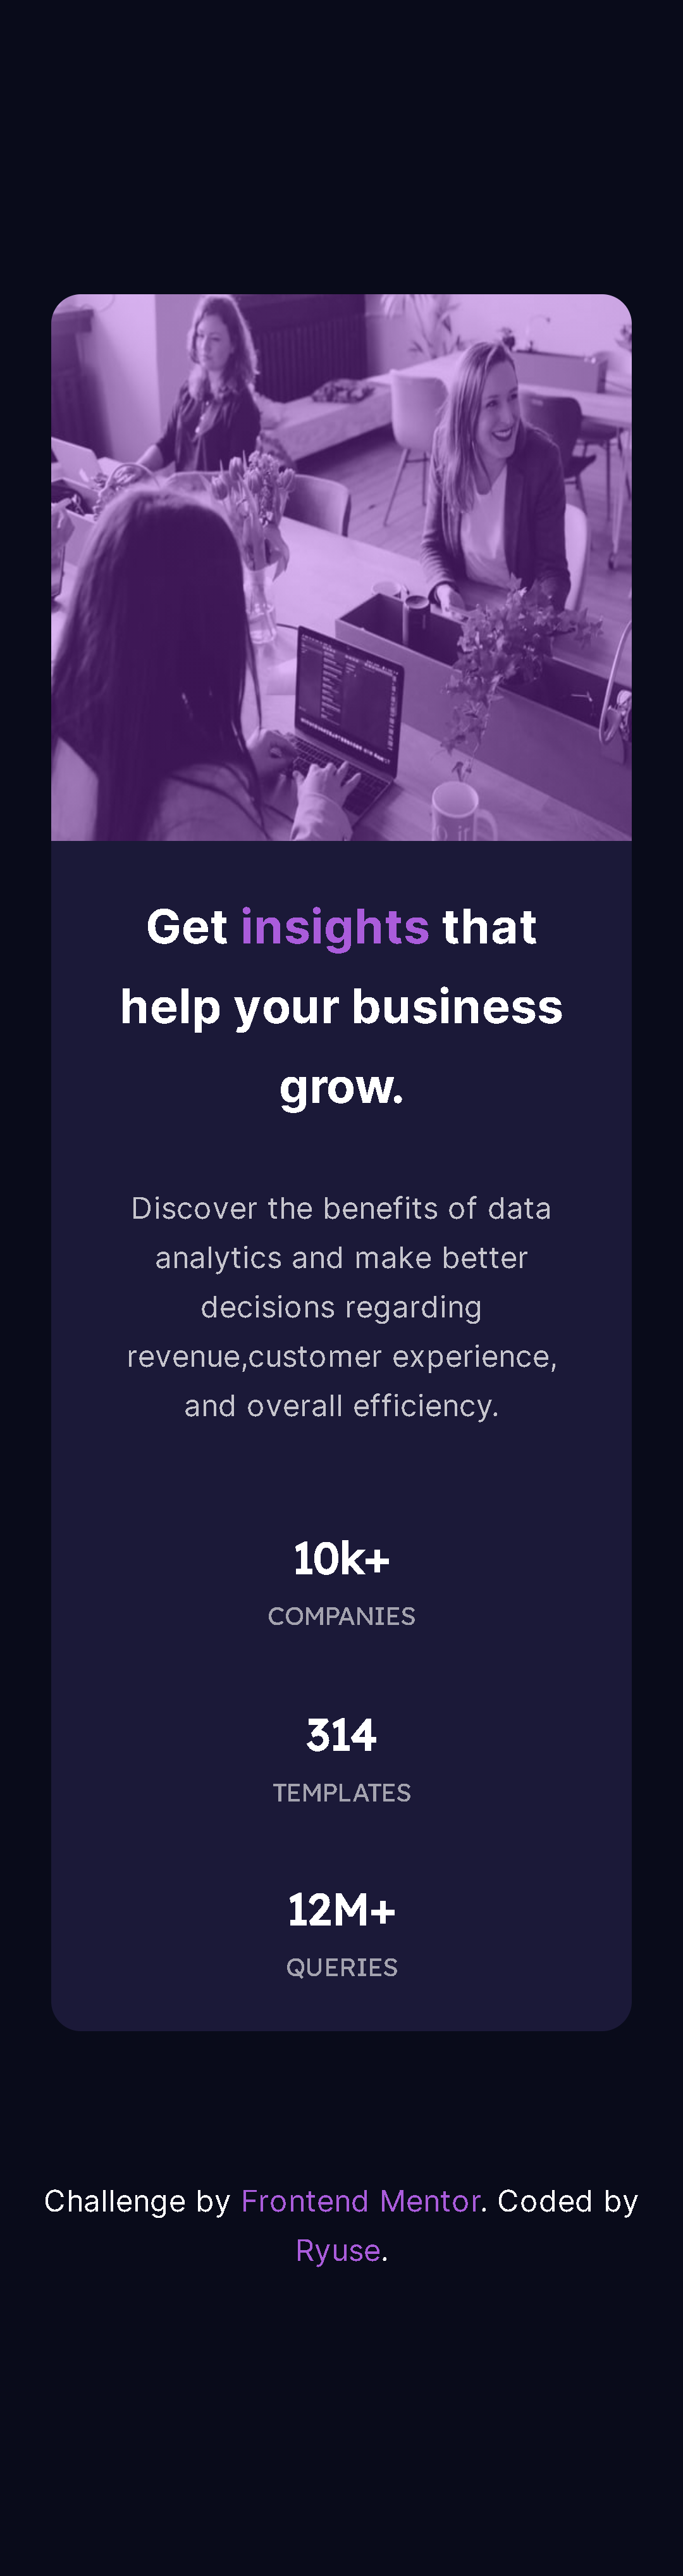 Get insights that
help your business
grow.
Discover the benefits of data
analytics and make better
decisions regarding
revenue,customer experience,
and overall efficiency.
10k+
COMPANIES
314
TEMPLATES
12M+
QUERIES
Challenge by Frontend Mentor. Coded by
Ryuse.